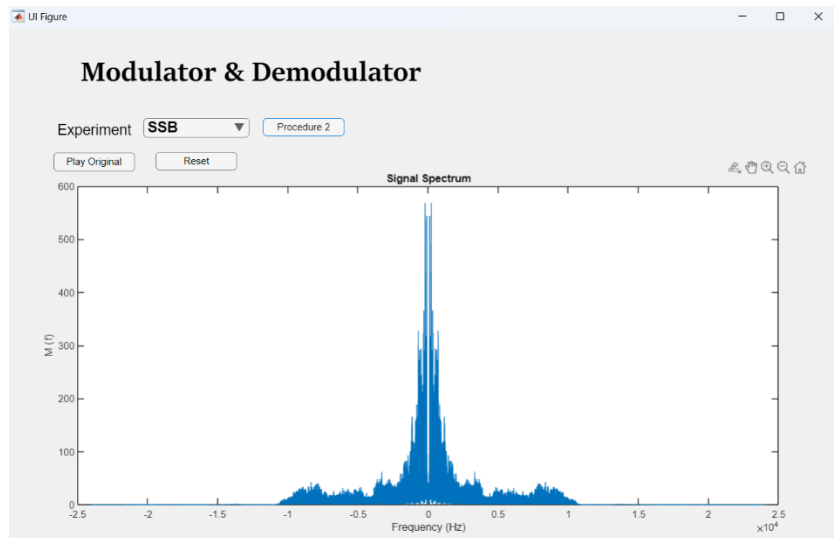 UI Figure
Modulator & Demodulator
Experiment SSB Procedure 2
Play Original Reset
Signal Spectrum
600
500
400
300
200
100
0
M (f)
-2.5 -2 -1.5 -1 -0.5 0 0.5 1 1.5 2 2.5
Frequency (Hz)
×10⁴